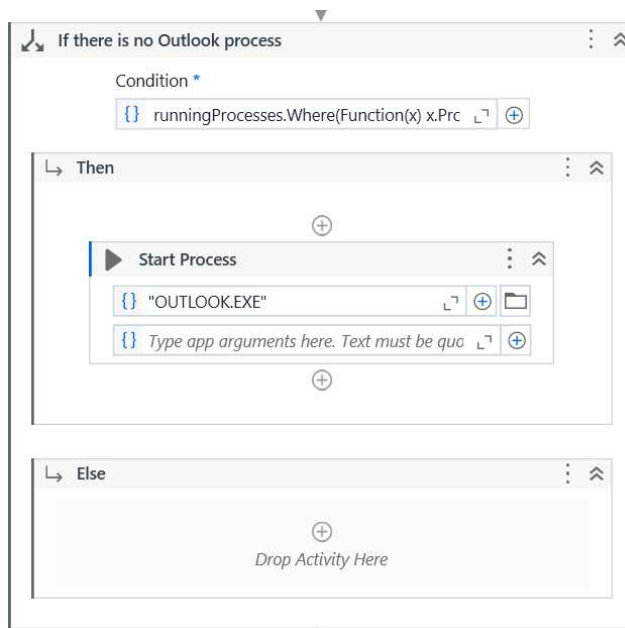 If there is no Outlook process
Condition *
{} runningProcesses.Where(Function(x) x.Prc
Then
Start Process
{} "OUTLOOK.EXE"
{} Type app arguments here. Text must be quo
Else
Drop Activity Here